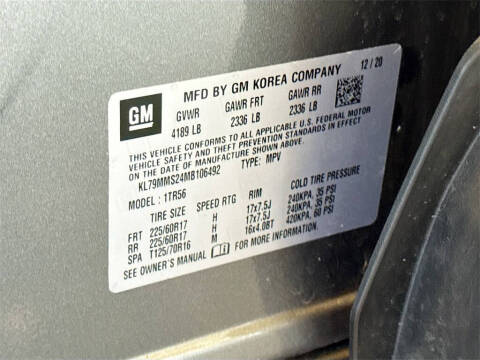 GM
MFD BY GM KOREA COMPANY 12/20
GVWR GAWR FRT GAWR RR
4189 LB 2336 LB 2336 LB
THIS VEHICLE CONFORMS TO ALL APPLICABLE U.S. FEDERAL MOTOR
VEHICLE SAFETY AND THEFT PREVENTION STANDARDS IN EFFECT
ON THE DATE OF MANUFACTURE SHOWN ABOVE.
KL79MMS24MB106492 TYPE: MPV
MODEL: 1TR56
TIRE SIZE SPEED RTG RIM COLD TIRE PRESSURE
FRT 225/60R17 H 17x7.5J 240KPA, 35 PSI
RR 225/60R17 H 17x7.5J 240KPA, 35 PSI
SPA T125/70R16 M 16x4.0BT 420KPA, 60 PSI
SEE OWNER'S MANUAL FOR MORE INFORMATION.